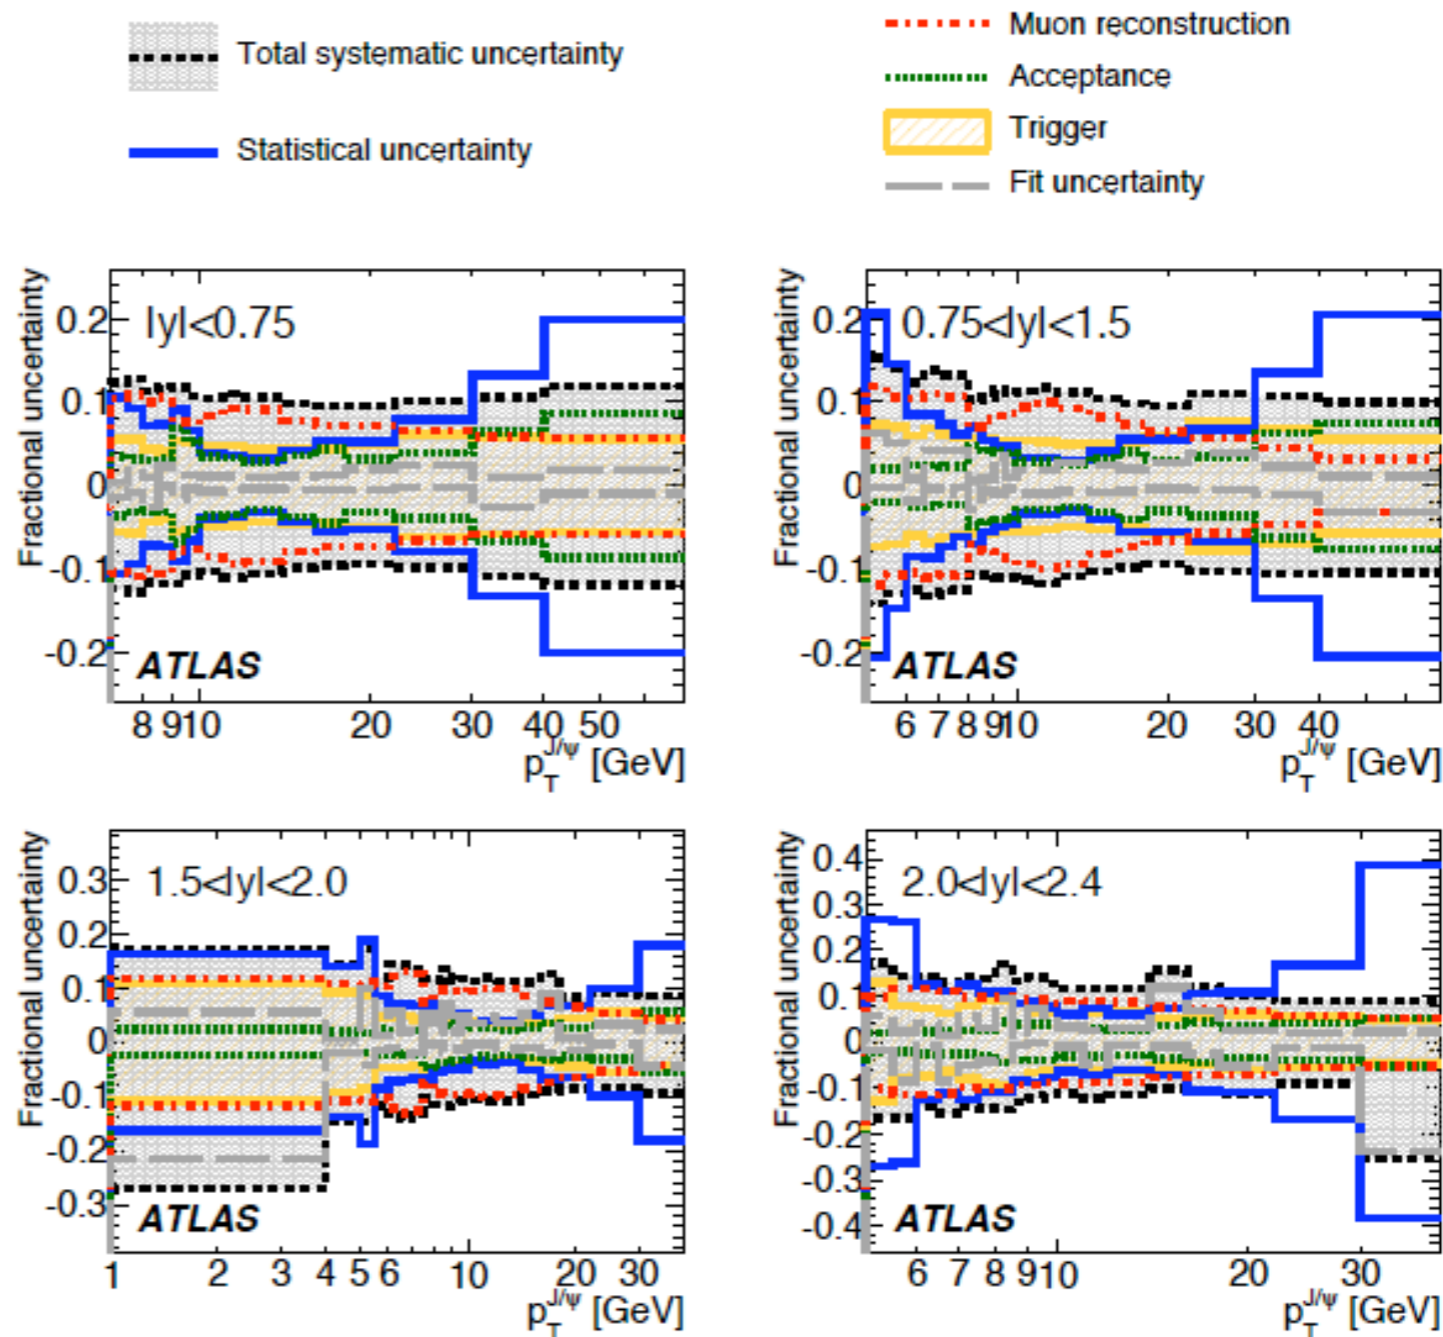 Total systematic uncertainty
Statistical uncertainty
Muon reconstruction
Acceptance
Trigger
Fit uncertainty
Fractional uncertainty
|y|<0.75
0.2
0.1
0
-0.1
-0.2
ATLAS
8 9 10 20 30 40 50
p_T^{J/ψ} [GeV]
Fractional uncertainty
0.75<|y|<1.5
0.2
0.1
0
-0.1
-0.2
ATLAS
6 7 8 9 10 20 30 40
p_T^{J/ψ} [GeV]
Fractional uncertainty
1.5<|y|<2.0
0.3
0.2
0.1
0
-0.1
-0.2
-0.3
ATLAS
1 2 3 4 5 6 10 20 30
p_T^{J/ψ} [GeV]
Fractional uncertainty
2.0<|y|<2.4
0.4
0.3
0.2
0.1
0
-0.1
-0.2
-0.3
-0.4
ATLAS
6 7 8 9 10 20 30
p_T^{J/ψ} [GeV]